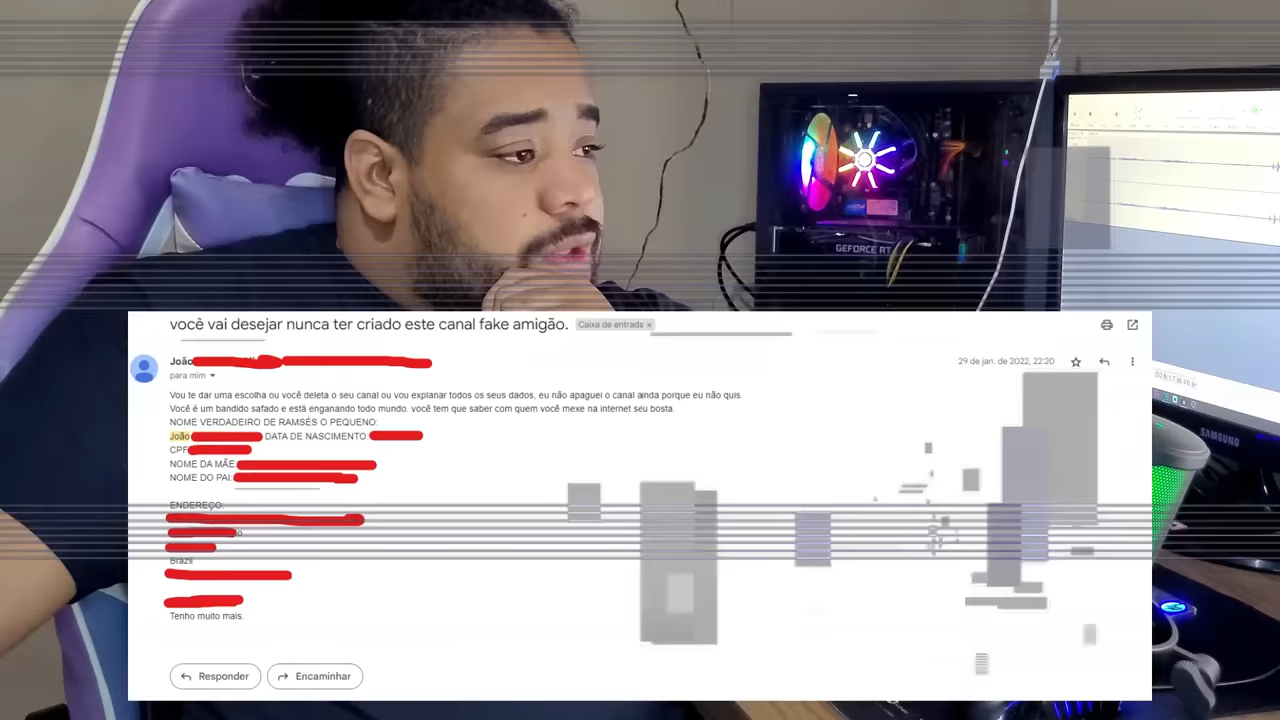 GEFORCE RT
SAMSUNG
você vai desejar nunca ter criado este canal fake amigão. Caixa de entrada ×
João
29 de jan. de 2022, 22:20
para mim
Vou te dar uma escolha ou você deleta o seu canal ou vou explanar todos os seus dados, eu não apaguei o canal ainda porque eu não quis.
Você é um bandido safado e está enganando todo mundo. você tem que saber com quem você mexe na internet seu bosta.
NOME VERDADEIRO DE RAMSÉS O PEQUENO:
João DATA DE NASCIMENTO:
CPF
NOME DA MÃE:
NOME DO PAI:
ENDEREÇO:
Brazil
Tenho muito mais.
Responder
Encaminhar